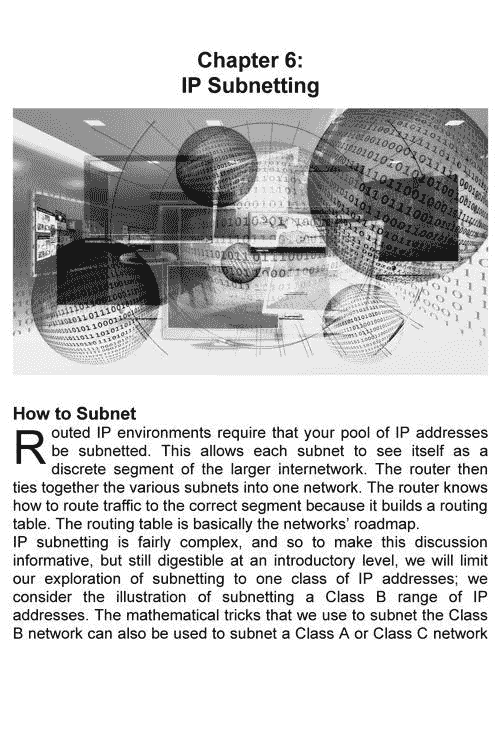 Chapter 6:
IP Subnetting
How to Subnet
Routed IP environments require that your pool of IP addresses
be subnetted. This allows each subnet to see itself as a
discrete segment of the larger internetwork. The router then
ties together the various subnets into one network. The router knows
how to route traffic to the correct segment because it builds a routing
table. The routing table is basically the networks’ roadmap.
IP subnetting is fairly complex, and so to make this discussion
informative, but still digestible at an introductory level, we will limit
our exploration of subnetting to one class of IP addresses; we
consider the illustration of subnetting a Class B range of IP
addresses. The mathematical tricks that we use to subnet the Class
B network can also be used to subnet a Class A or Class C network